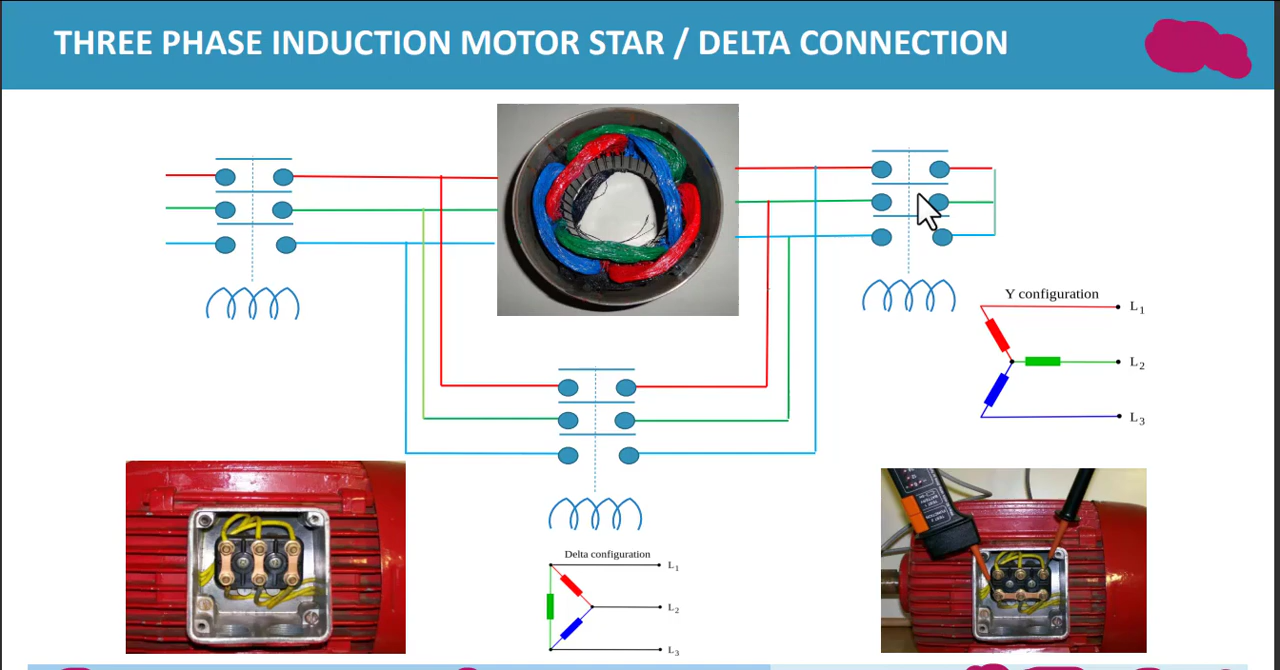 THREE PHASE INDUCTION MOTOR STAR / DELTA CONNECTION
Y configuration
L1
L2
L3
Delta configuration
L1
L2
L3